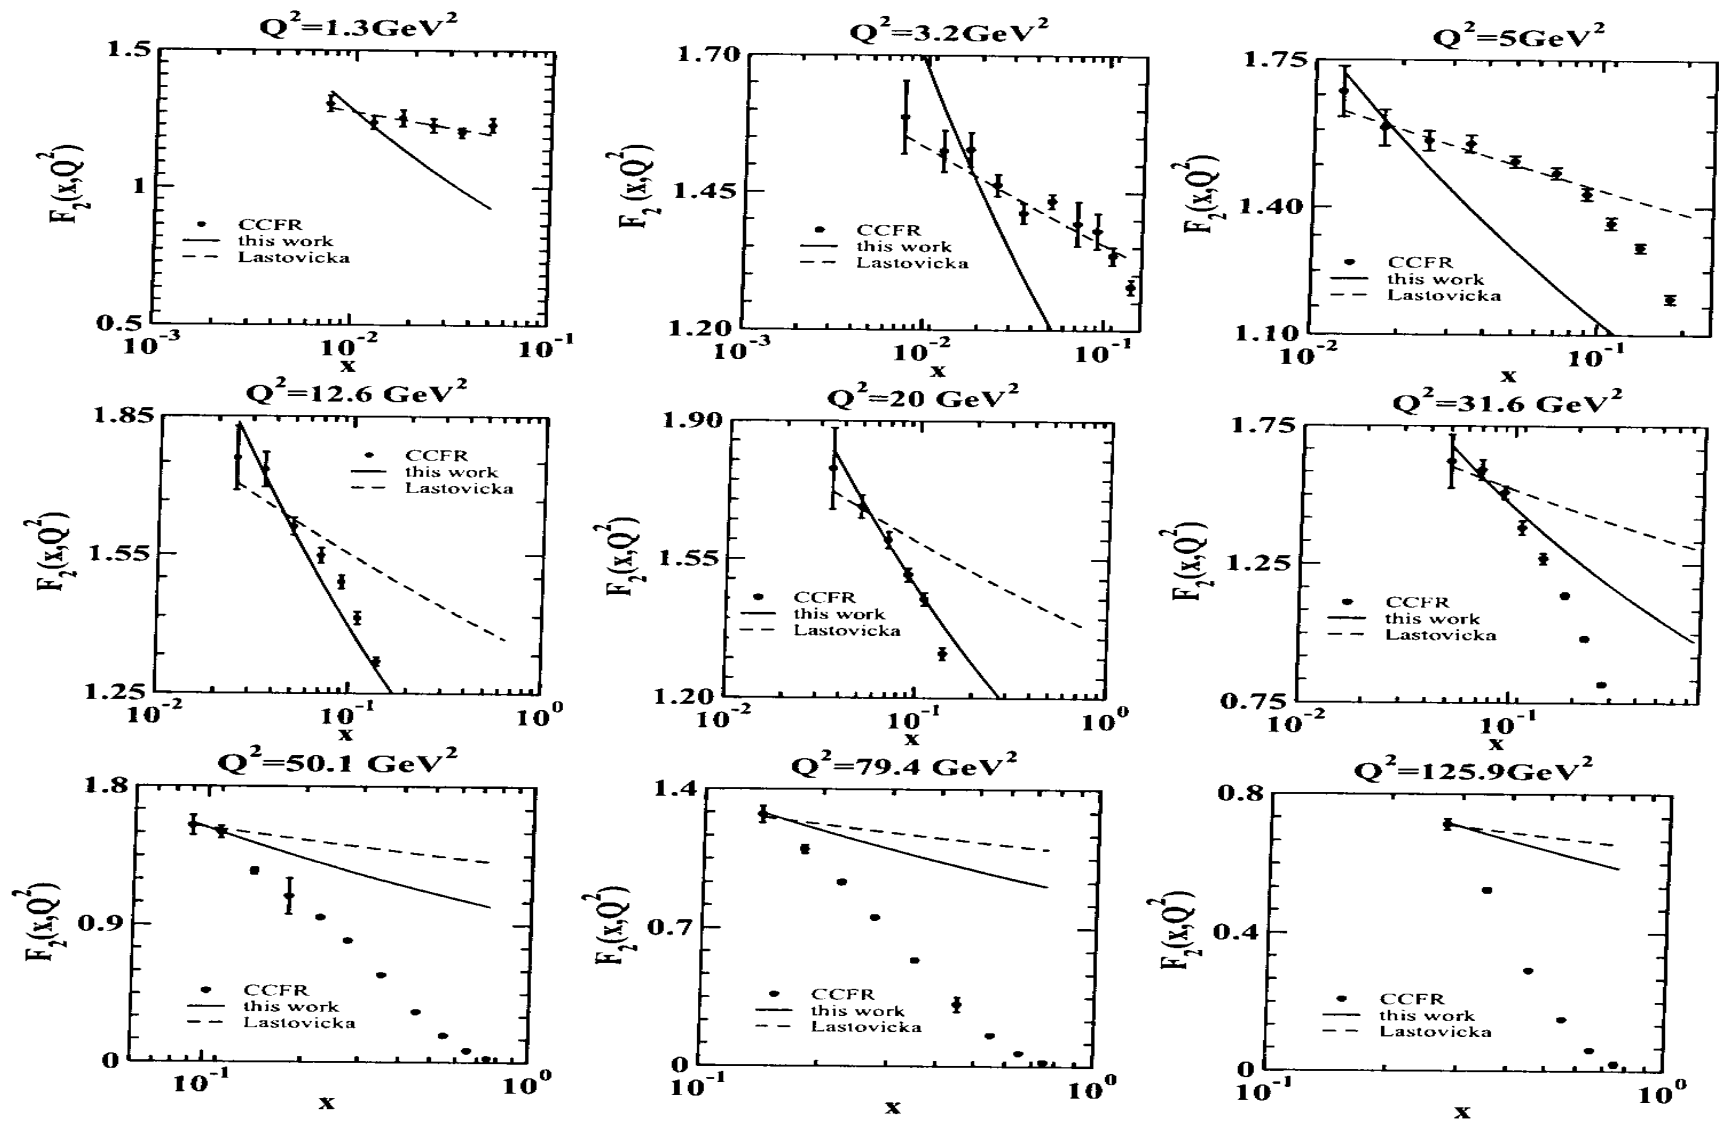 Q²=1.3GeV²
1.5
1
0.5
F₂(x,Q²)
CCFR
this work
Lastovicka
10⁻³
10⁻²
10⁻¹
x
Q²=3.2GeV²
1.70
1.45
1.20
F₂(x,Q²)
CCFR
this work
Lastovicka
10⁻³
10⁻²
10⁻¹
x
Q²=5GeV²
1.75
1.40
1.10
F₂(x,Q²)
CCFR
this work
Lastovicka
10⁻²
10⁻¹
x
Q²=12.6 GeV²
1.85
1.55
1.25
F₂(x,Q²)
CCFR
this work
Lastovicka
10⁻²
10⁻¹
10⁰
x
Q²=20 GeV²
1.90
1.55
1.20
F₂(x,Q²)
CCFR
this work
Lastovicka
10⁻²
10⁻¹
10⁰
x
Q²=31.6 GeV²
1.75
1.25
0.75
F₂(x,Q²)
CCFR
this work
Lastovicka
10⁻²
10⁻¹
10⁰
x
Q²=50.1 GeV²
1.8
0.9
0
F₂(x,Q²)
CCFR
this work
Lastovicka
10⁻¹
10⁰
x
Q²=79.4 GeV²
1.4
0.7
0
F₂(x,Q²)
CCFR
this work
Lastovicka
10⁻¹
10⁰
x
Q²=125.9GeV²
0.8
0.4
0
F₂(x,Q²)
CCFR
this work
Lastovicka
10⁻¹
10⁰
x